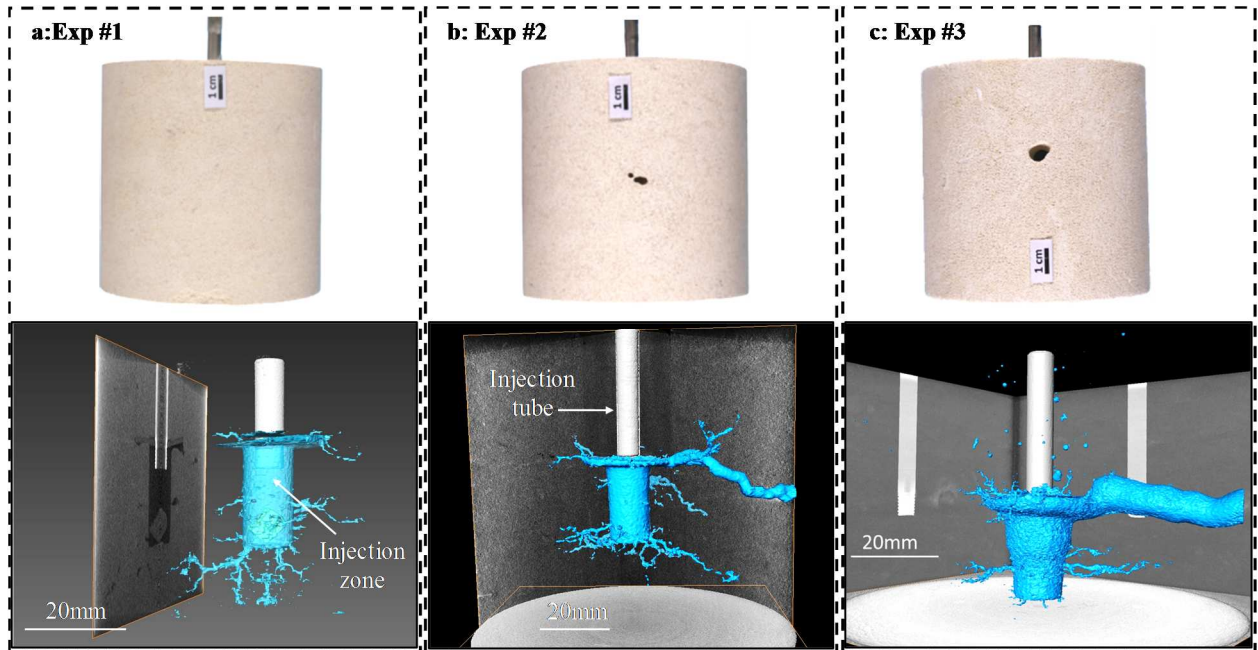 a:Exp #1
b: Exp #2
c: Exp #3
1 cm
1 cm
1 cm
Injection
tube
Injection
zone
20mm
20mm
20mm